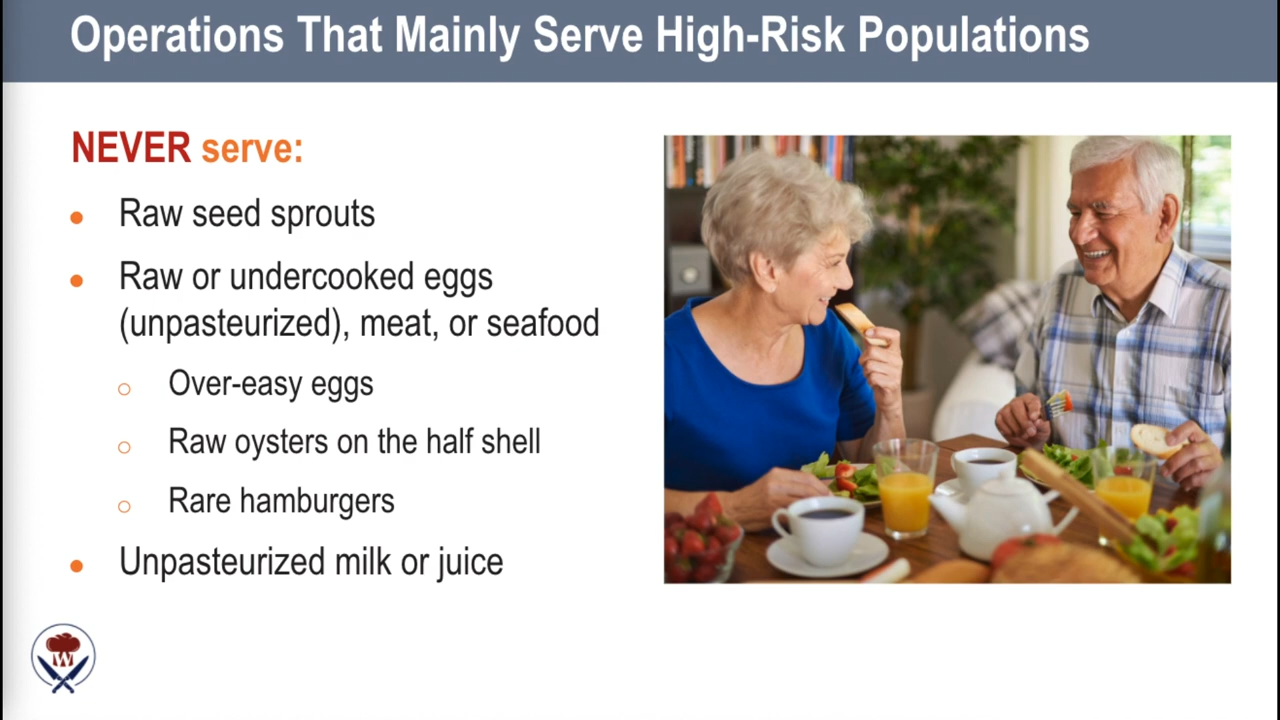 Operations That Mainly Serve High-Risk Populations
NEVER serve:
Raw seed sprouts
Raw or undercooked eggs
(unpasteurized), meat, or seafood
Over-easy eggs
Raw oysters on the half shell
Rare hamburgers
Unpasteurized milk or juice
W